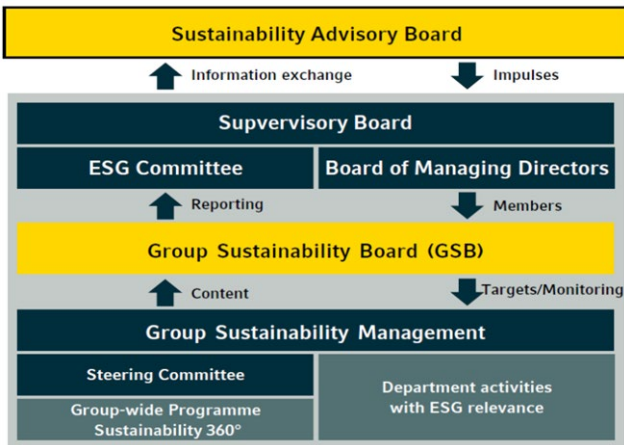 Sustainability Advisory Board
Information exchange
Impulses
Supvervisory Board
ESG Committee
Board of Managing Directors
Reporting
Members
Group Sustainability Board (GSB)
Content
Targets/Monitoring
Group Sustainability Management
Steering Committee
Group-wide Programme
Sustainability 360°
Department activities
with ESG relevance